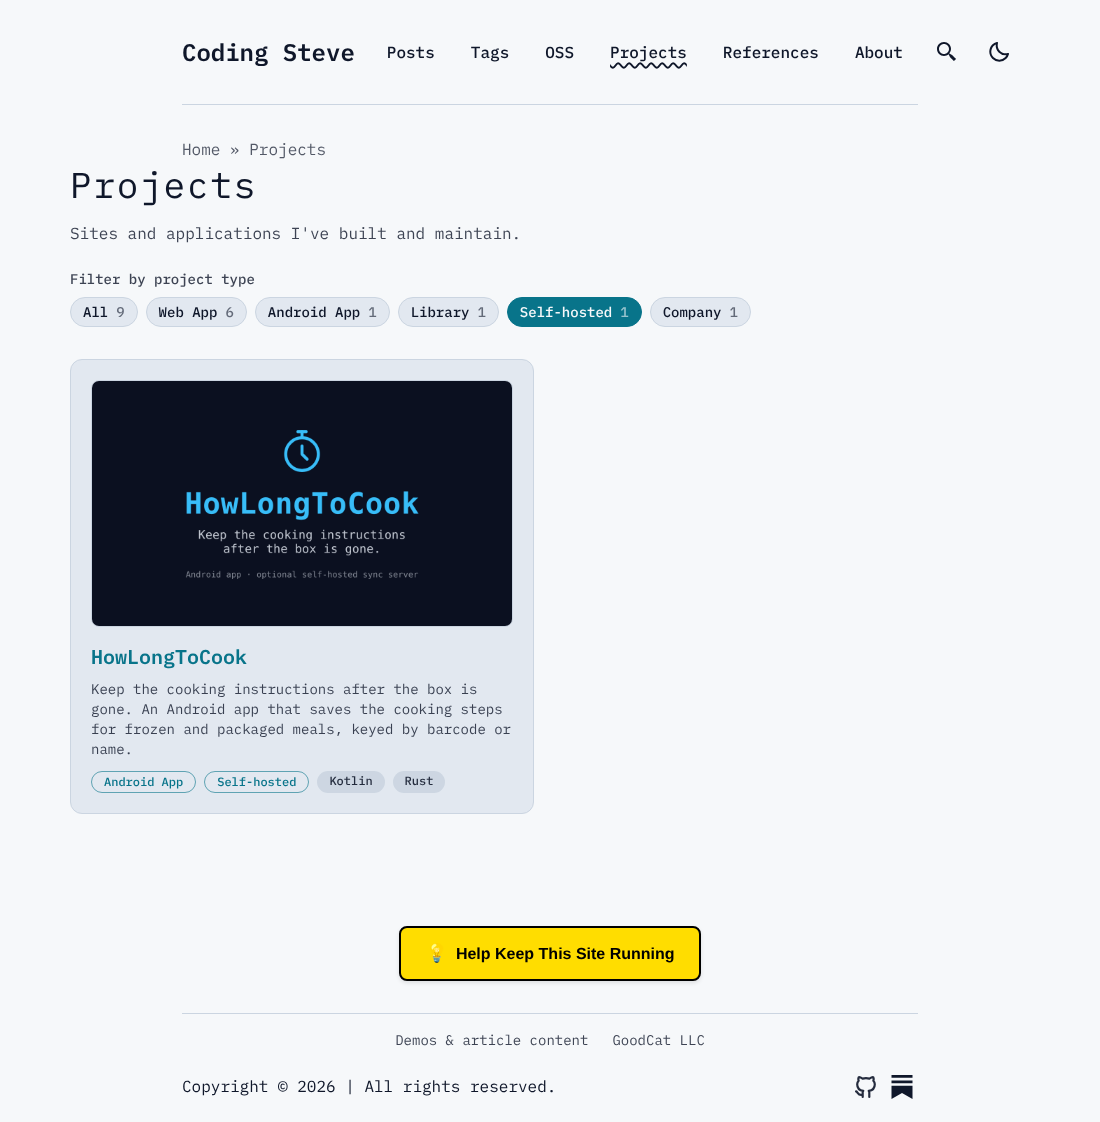 Coding Steve Posts Tags OSS Projects References About
Home » Projects
Projects
Sites and applications I've built and maintain.
Filter by project type
All 9 Web App 6 Android App 1 Library 1 Self-hosted 1 Company 1
HowLongToCook
Keep the cooking instructions
after the box is gone.
Android app · optional self-hosted sync server
HowLongToCook
Keep the cooking instructions after the box is
gone. An Android app that saves the cooking steps
for frozen and packaged meals, keyed by barcode or
name.
Android App Self-hosted Kotlin Rust
Help Keep This Site Running
Demos & article content GoodCat LLC
Copyright © 2026 | All rights reserved.